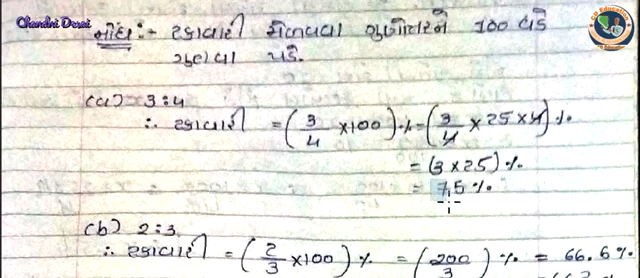 Chandni Desai
નોંધ :- ટકાવારી મેળવવા ગુણોત્તરને 100 વડે
ગુણવા પડે.
(a) 3:4
∴ ટકાવારી = (3/4 × 100) % = (3/4 × 25 × 4) %
= (3 × 25) %
= 75 %
(b) 2:3
∴ ટકાવારી = (2/3 × 100) % = (200/3) % = 66.6 %